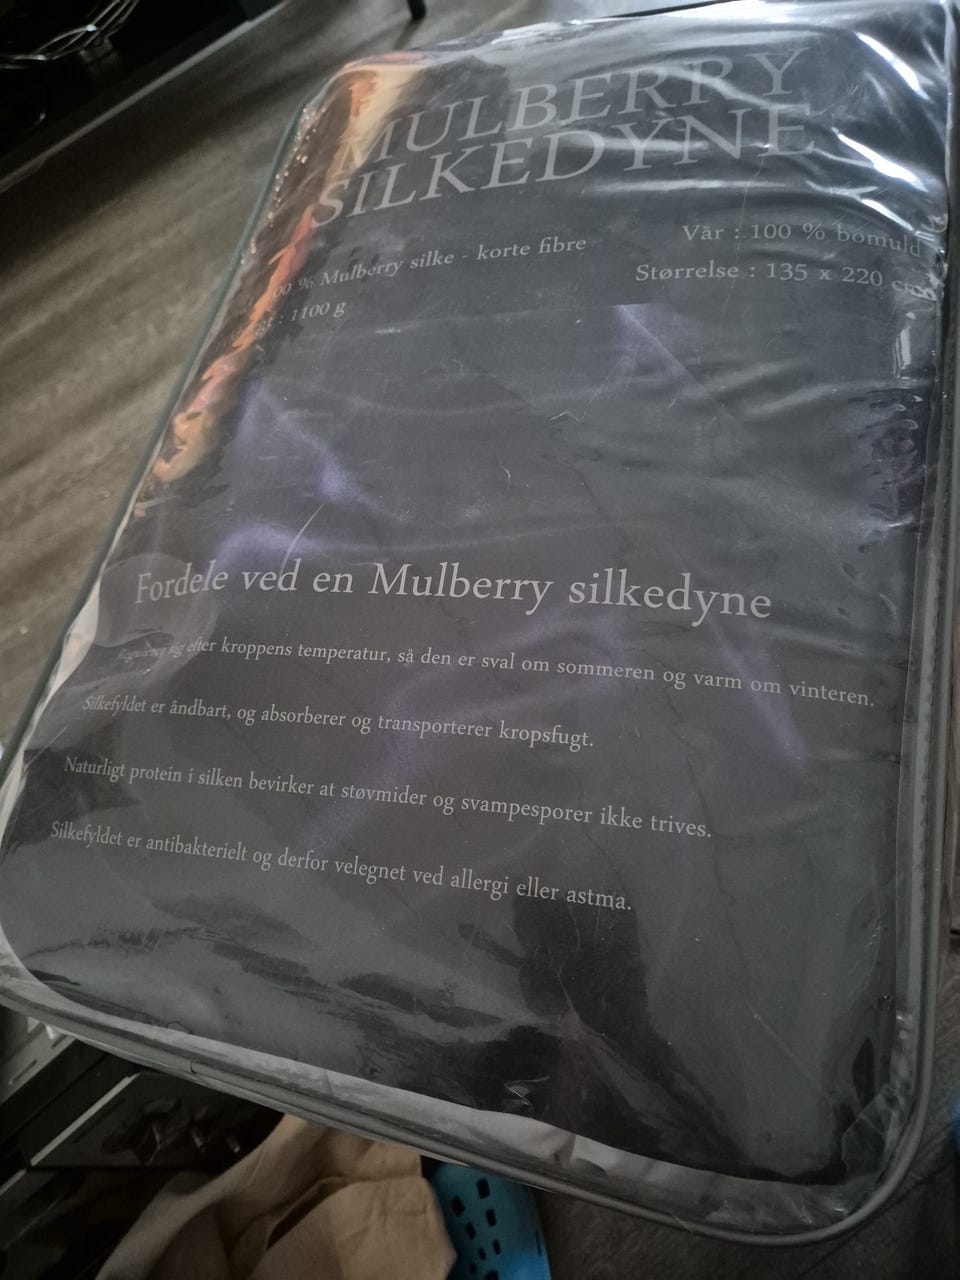 MULBERRY
SILKEDYNE
% Mulberry silke - korte fibre
: 1100 g
Vår : 100 % bomuld
Størrelse : 135 x 220 cm
Fordele ved en Mulberry silkedyne
Regulerer sig efter kroppens temperatur, så den er sval om sommeren og varm om vinteren.
Silkefyldet er åndbart, og absorberer og transporterer kropsfugt.
Naturligt protein i silken bevirker at støvmider og svampesporer ikke trives.
Silkefyldet er antibakterielt og derfor velegnet ved allergi eller astma.